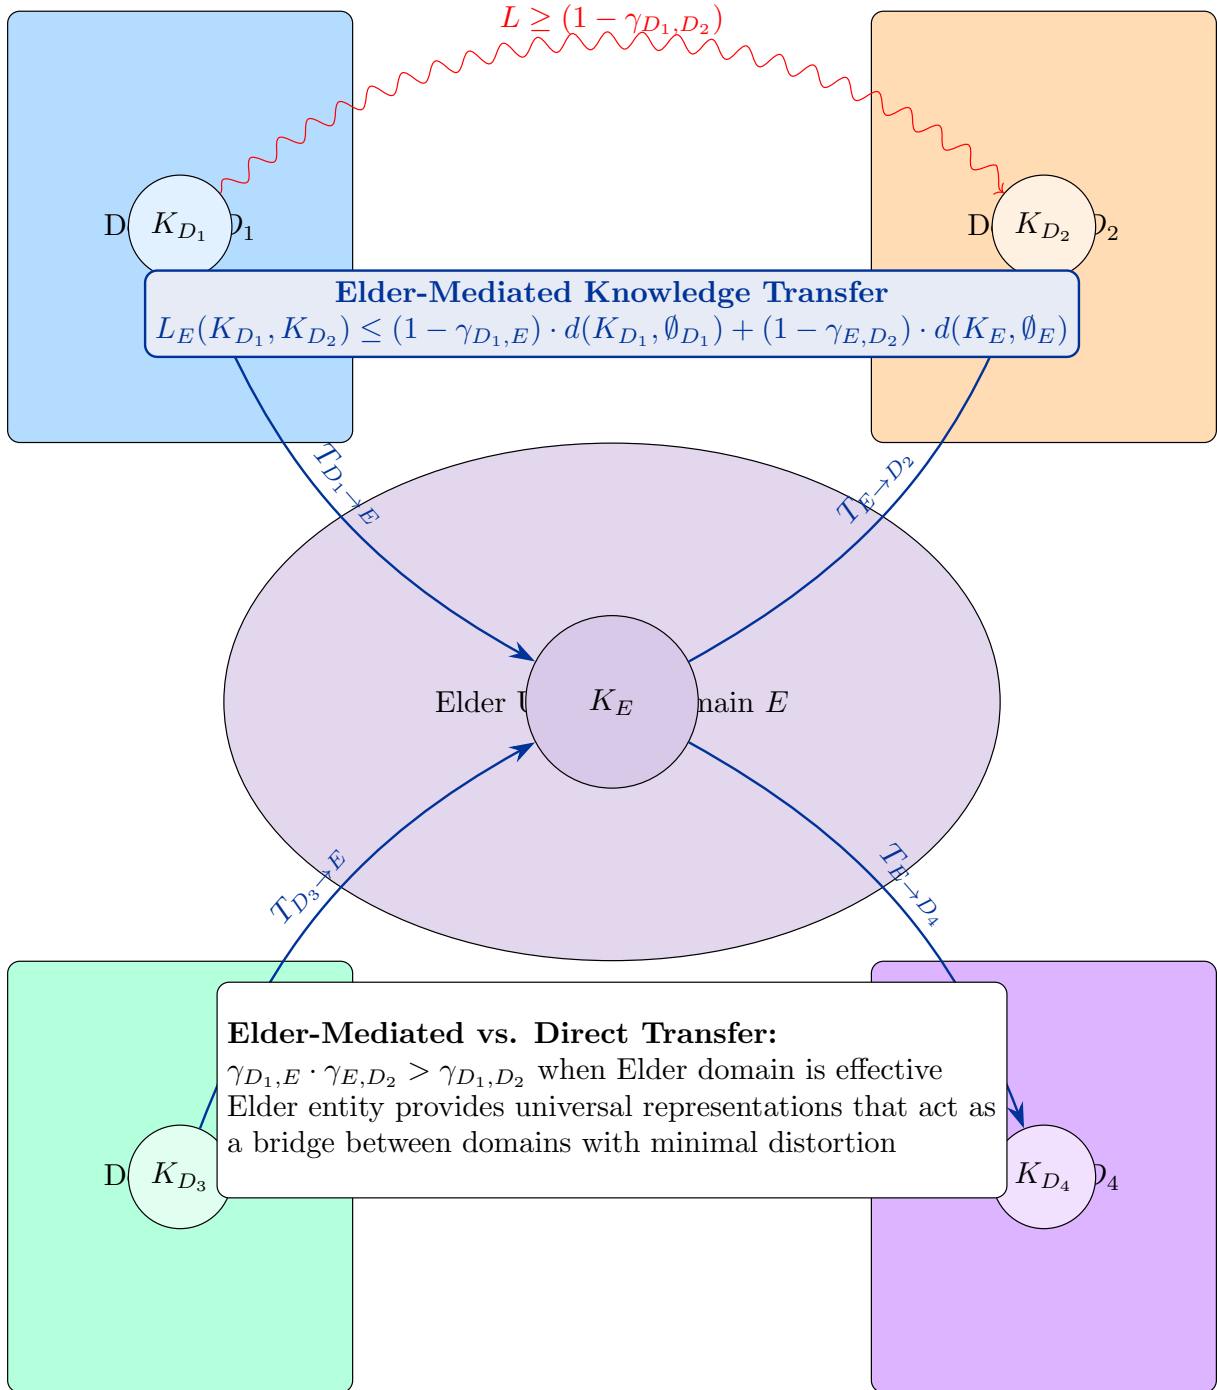 L ≥ (1 − γ_{D_1,D_2})
K_{D_1}
D_1
K_{D_2}
D_2
Elder-Mediated Knowledge Transfer
L_E(K_{D_1}, K_{D_2}) ≤ (1 − γ_{D_1,E}) · d(K_{D_1}, ∅_{D_1}) + (1 − γ_{E,D_2}) · d(K_E, ∅_E)
T_{D_1→E}
T_{E→D_2}
Elder
K_E
E
T_{D_3→E}
T_{E→D_4}
Elder-Mediated vs. Direct Transfer:
γ_{D_1,E} · γ_{E,D_2} > γ_{D_1,D_2} when Elder domain is effective
Elder entity provides universal representations that act as
a bridge between domains with minimal distortion
K_{D_3}
K_{D_4}
D_4